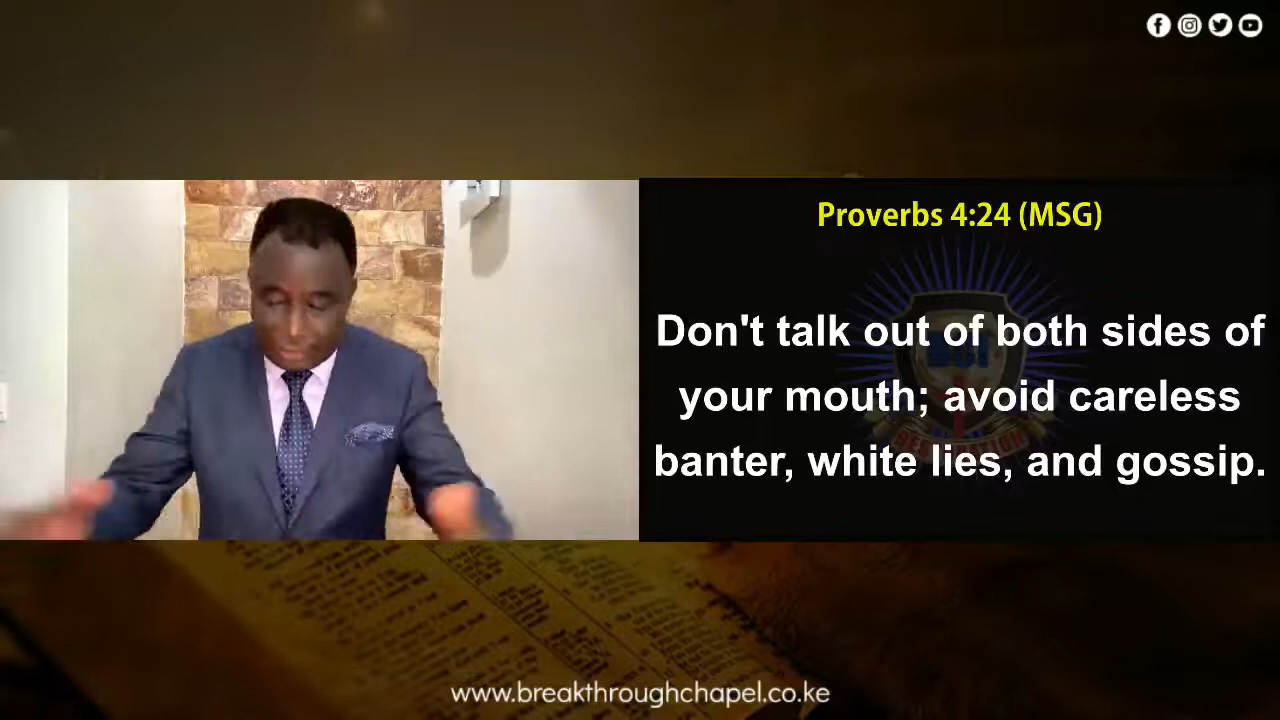 Proverbs 4:24 (MSG)
Don't talk out of both sides of
your mouth; avoid careless
banter, white lies, and gossip.
www.breakthroughchapel.co.ke